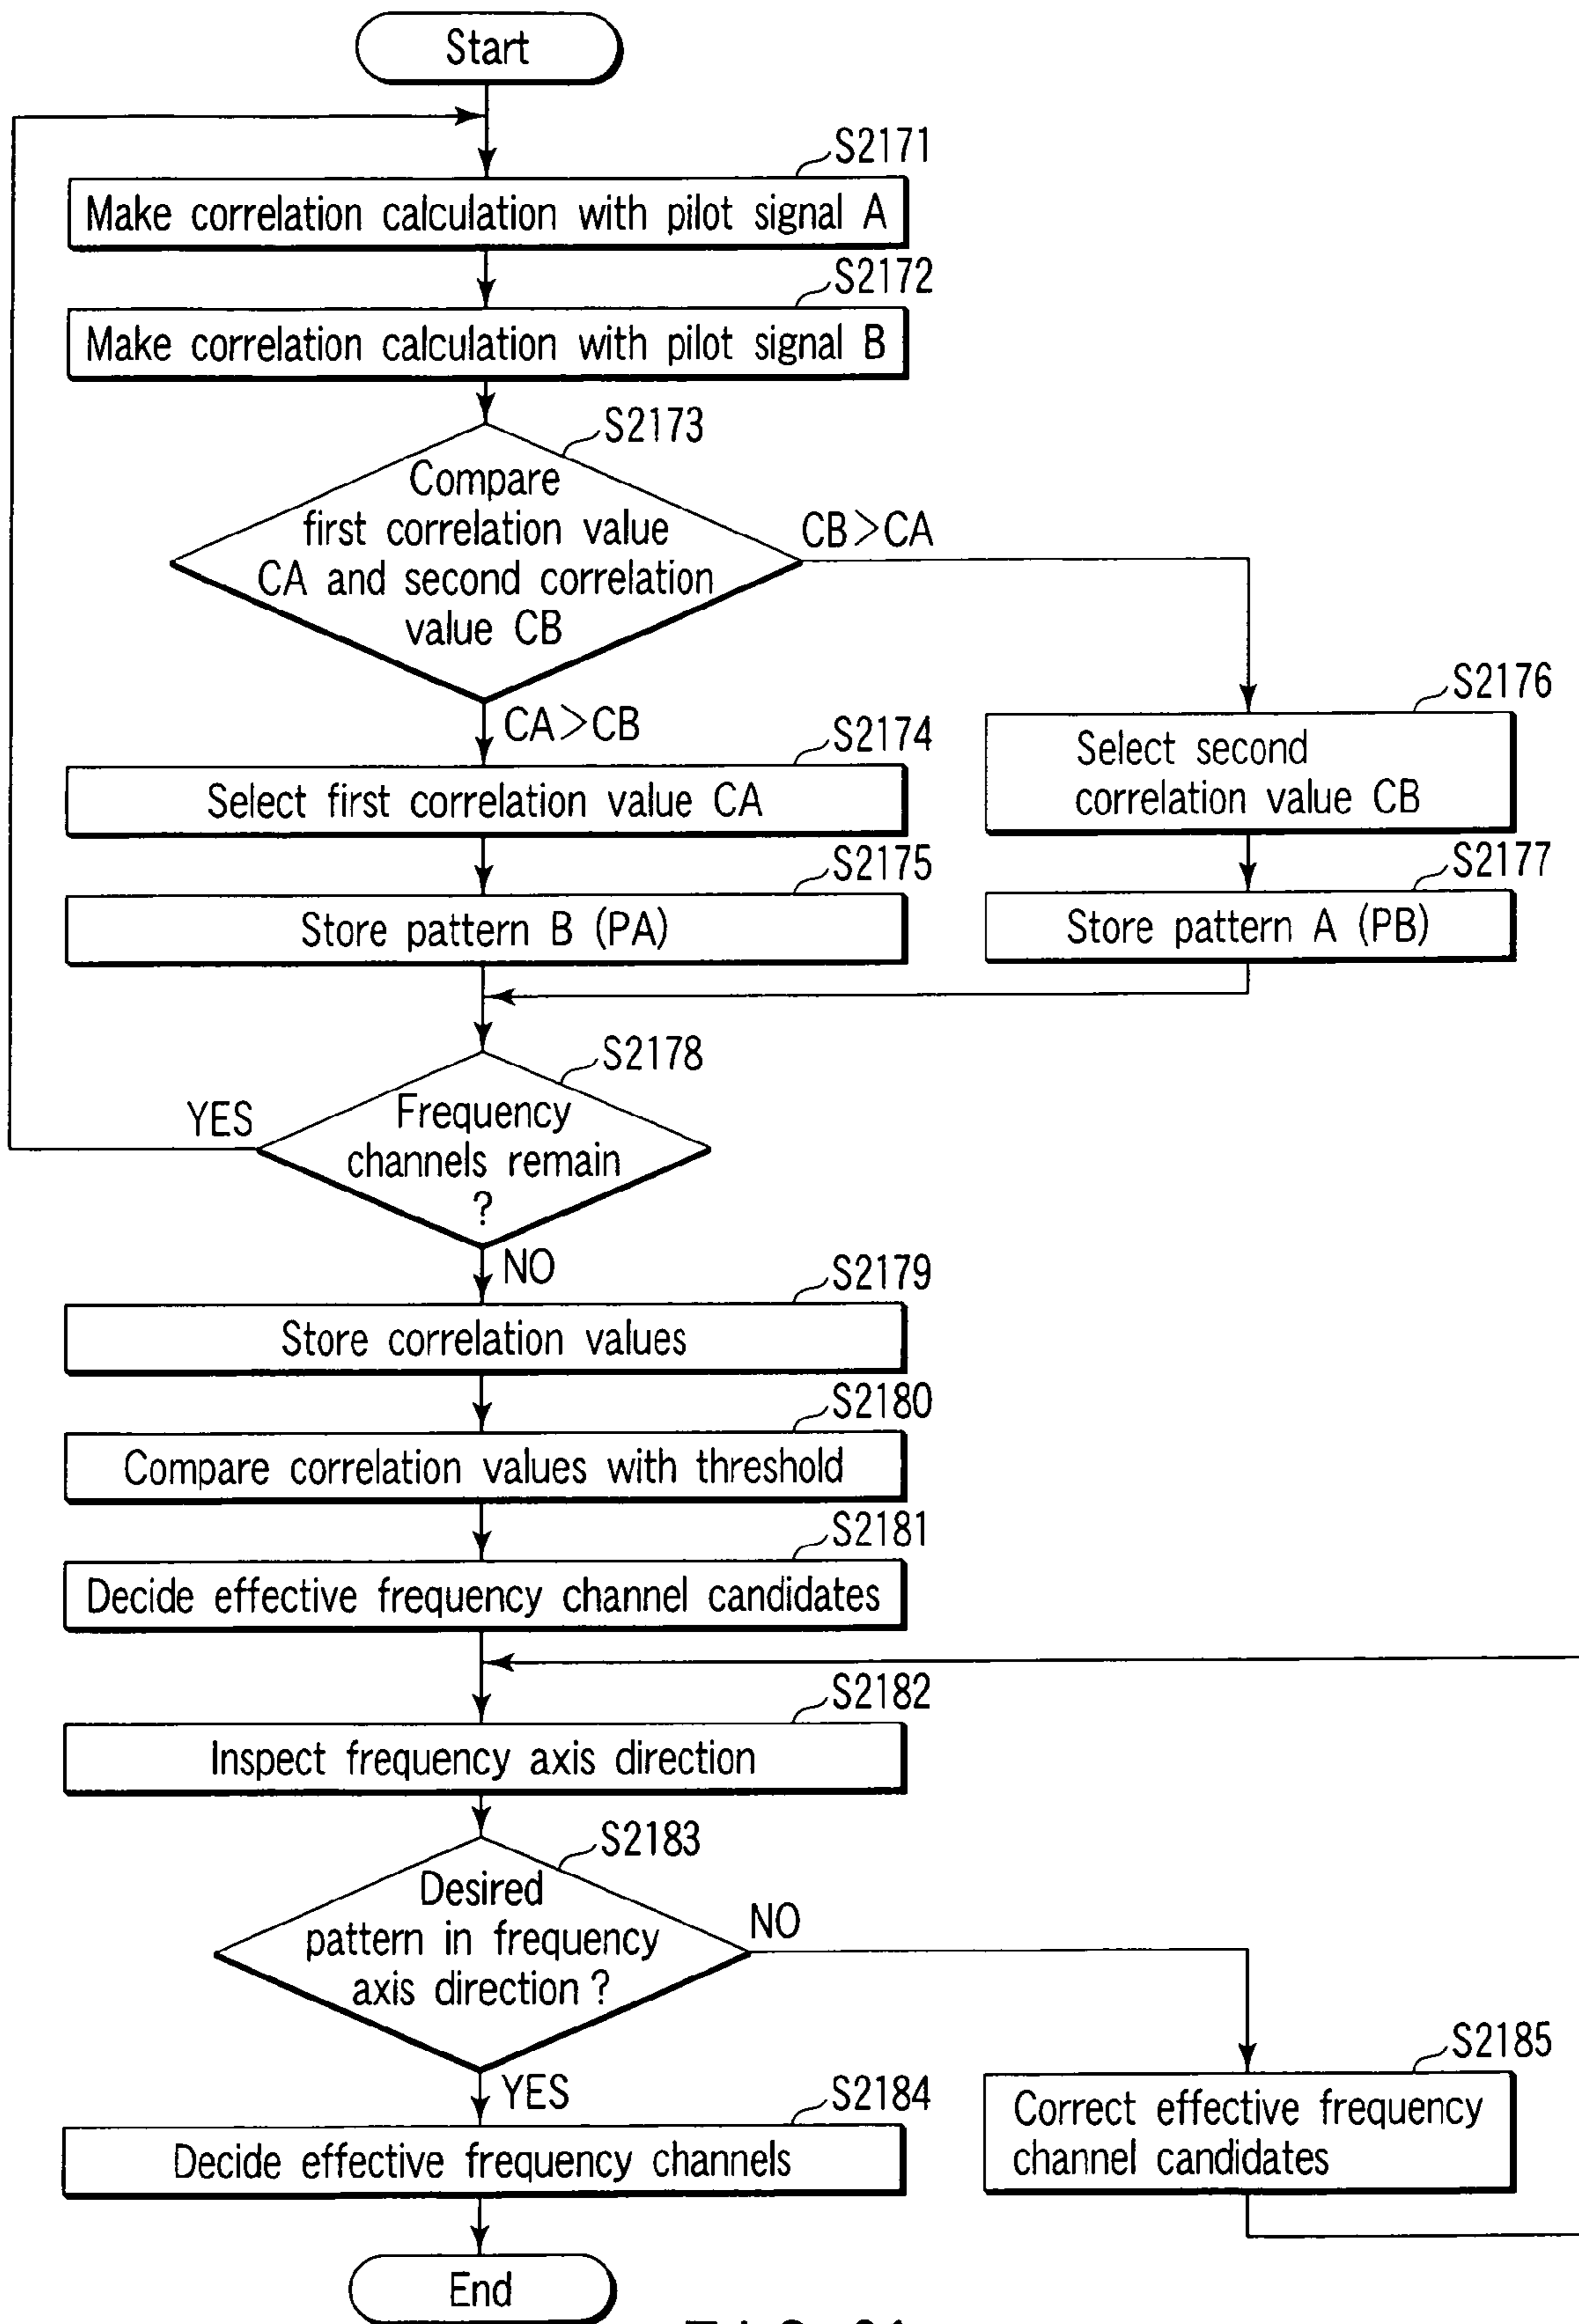 Start
S2171
Make correlation calculation with pilot signal A
S2172
Make correlation calculation with pilot signal B
S2173
Compare
first correlation value
CA and second correlation
value CB
CB>CA
CA>CB
S2174
Select first correlation value CA
S2176
Select second
correlation value CB
S2175
Store pattern B (PA)
S2177
Store pattern A (PB)
S2178
Frequency
channels remain
?
YES
NO
S2179
Store correlation values
S2180
Compare correlation values with threshold
S2181
Decide effective frequency channel candidates
S2182
Inspect frequency axis direction
S2183
Desired
pattern in frequency
axis direction ?
NO
YES
S2184
Decide effective frequency channels
S2185
Correct effective frequency
channel candidates
End